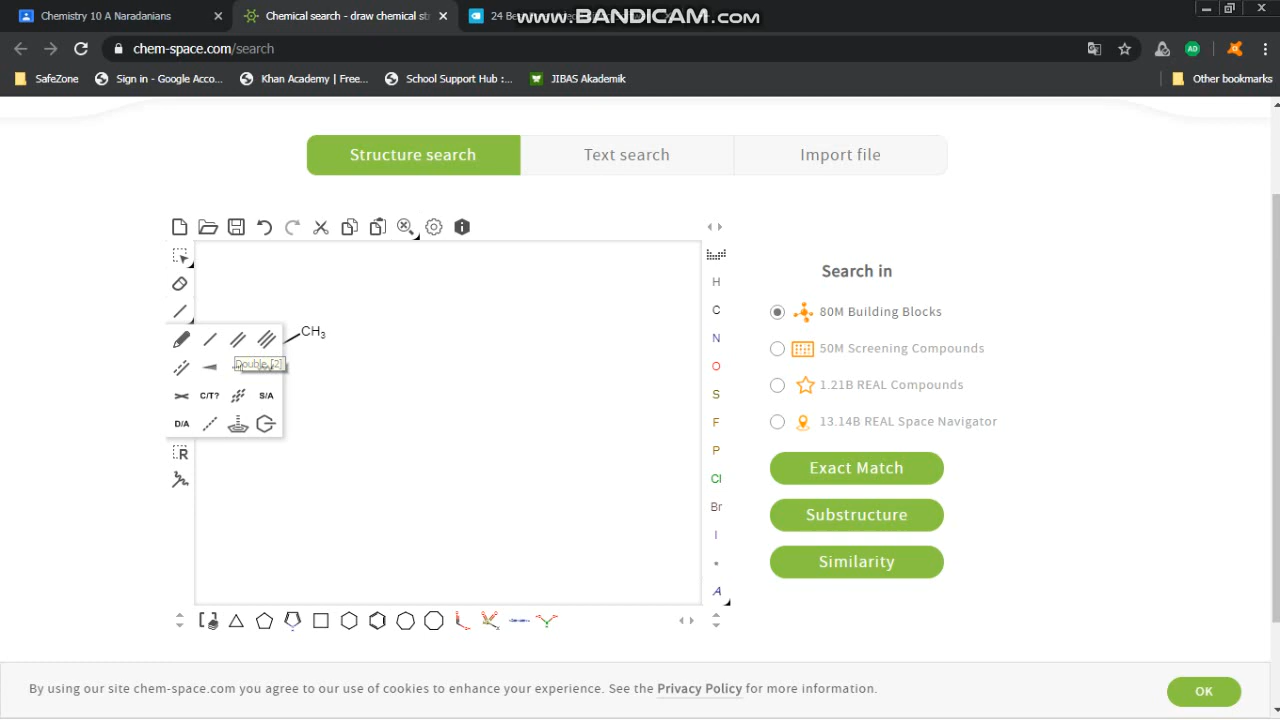 Chemistry 10 A Naradanians
Chemical search - draw chemical st
24 Be
www.BANDICAM.com
chem-space.com/search
SafeZone
Sign in - Google Acco...
Khan Academy | Free...
School Support Hub :...
JIBAS Akademik
Other bookmarks
Structure search
Text search
Import file
Search in
80M Building Blocks
50M Screening Compounds
1.21B REAL Compounds
13.14B REAL Space Navigator
Exact Match
Substructure
Similarity
CH3
Double [2]
C/T?
S/A
D/A
R
H
C
N
O
S
F
P
Cl
Br
I
A
By using our site chem-space.com you agree to our use of cookies to enhance your experience. See the Privacy Policy for more information.
OK